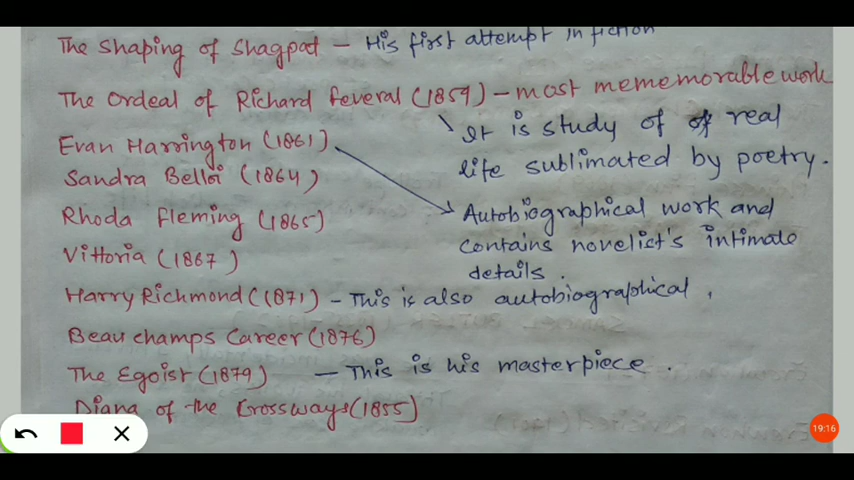 The Shaping of Shagpat – His first attempt in fiction
The Ordeal of Richard Feveral (1859) – most mememorable work
It is study of of real
life sublimated by poetry.
Evan Harrington (1861)
Sandra Belloi (1864)
Autobiographical work and
contains novelist's intimate
details.
Rhoda Fleming (1865)
Vittoria (1867)
Harry Richmond (1871) – This is also autobiographical.
Beauchamps Career (1876)
The Egoist (1879) – This is his masterpiece.
Diana of the Crossways (1855)
19:16